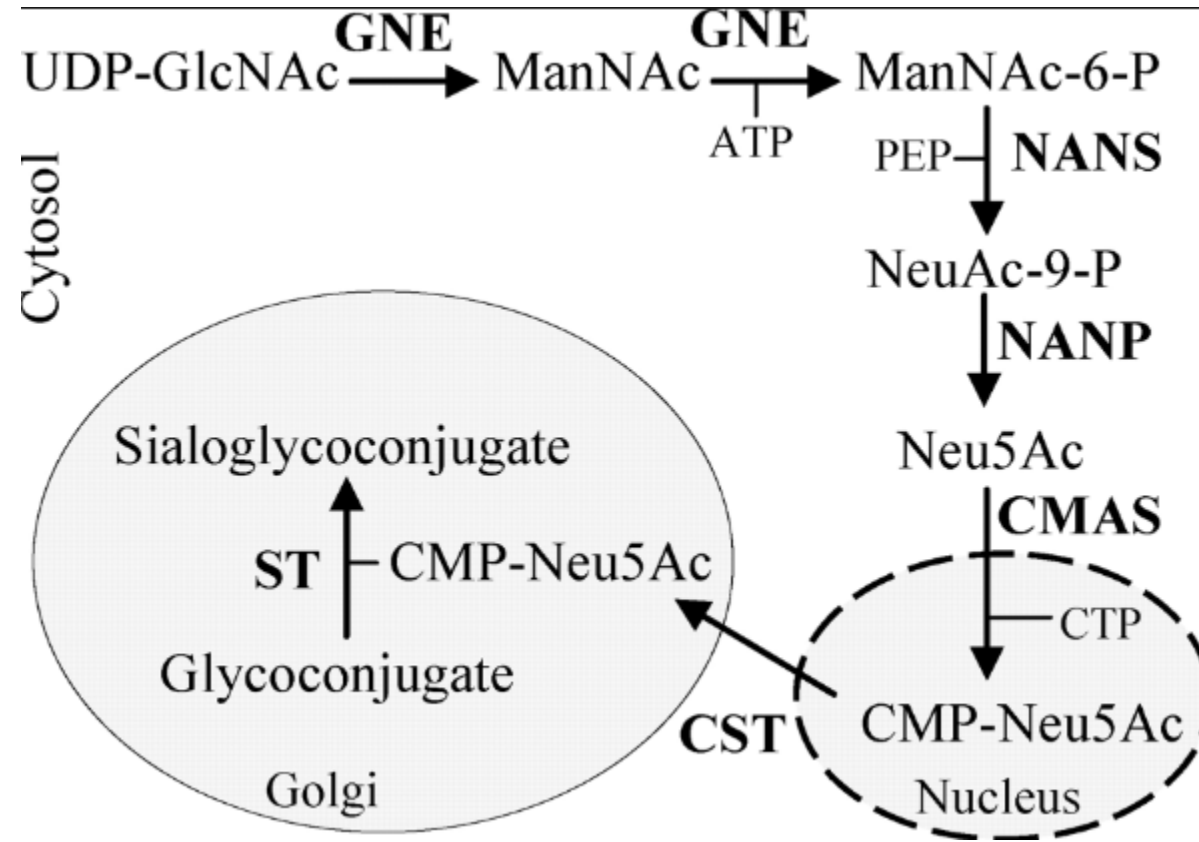 GNE GNE
UDP-GlcNAc ManNAc ManNAc-6-P
ATP
PEP NANS
Cytosol
NeuAc-9-P
NANP
Neu5Ac
CMAS
CTP
CMP-Neu5Ac
Nucleus
CST
Sialoglycoconjugate
ST CMP-Neu5Ac
Glycoconjugate
Golgi